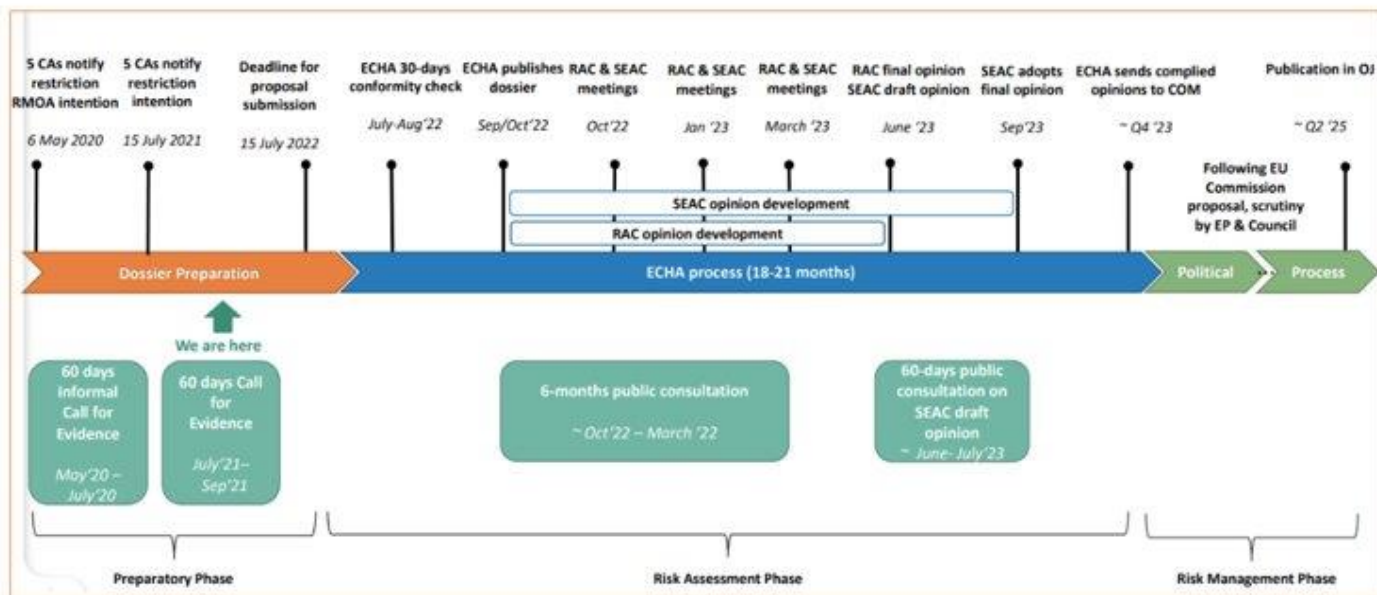 5 CAs notify
restriction
RMOA intention
6 May 2020
5 CAs notify
restriction
intention
15 July 2021
Deadline for
proposal
submission
15 July 2022
ECHA 30-days
conformity check
July-Aug'22
ECHA publishes
dossier
Sep/Oct'22
RAC & SEAC
meetings
Oct'22
RAC & SEAC
meetings
Jan '23
RAC & SEAC
meetings
March '23
RAC final opinion
SEAC draft opinion
June '23
SEAC adopts
final opinion
Sep'23
ECHA sends complied
opinions to COM
~ Q4 '23
Publication in OJ
~ Q2 '25
Following EU
Commission
proposal, scrutiny
by EP & Council
SEAC opinion development
RAC opinion development
Dossier Preparation
ECHA process (18-21 months)
Political
...
Process
We are here
60 days
Informal
Call for
Evidence
May'20 –
July'20
60 days Call
for
Evidence
July'21–
Sep'21
6-months public consultation
~ Oct'22 – March '22
60-days public
consultation on
SEAC draft
opinion
~ June- July'23
Preparatory Phase
Risk Assessment Phase
Risk Management Phase